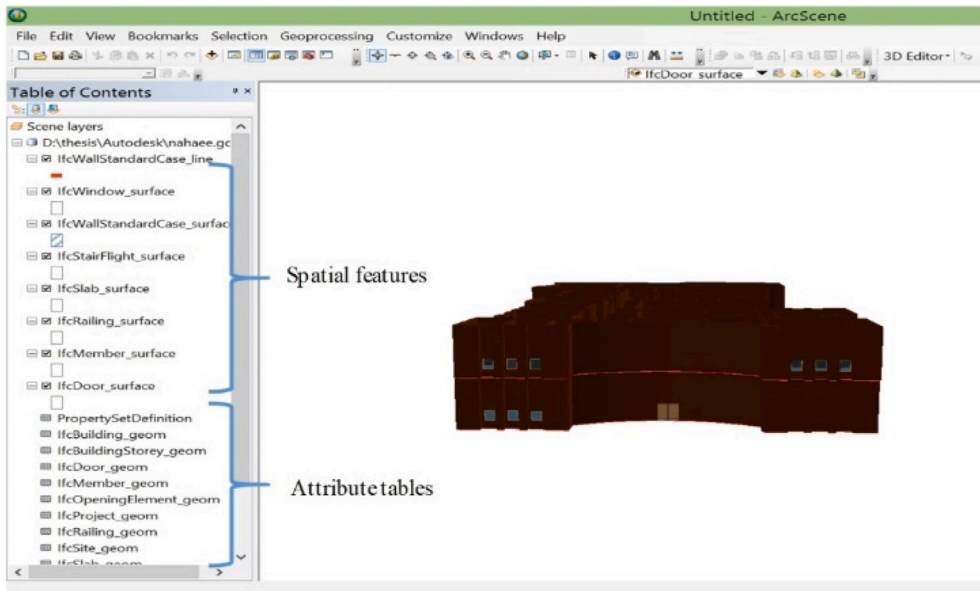 Untitled - ArcScene
File Edit View Bookmarks Selection Geoprocessing Customize Windows Help
3D Editor
IfcDoor_surface
Table of Contents
Scene layers
D:\thesis\Autodesk\nahaee.gc
IfcWallStandardCase_line
IfcWindow_surface
IfcWallStandardCase_surfac
IfcStairFlight_surface
IfcSlab_surface
IfcRailing_surface
IfcMember_surface
IfcDoor_surface
PropertySetDefinition
IfcBuilding_geom
IfcBuildingStorey_geom
IfcDoor_geom
IfcMember_geom
IfcOpeningElement_geom
IfcProject_geom
IfcRailing_geom
IfcSite_geom
IfcSlab_geom
Spatial features
Attribute tables